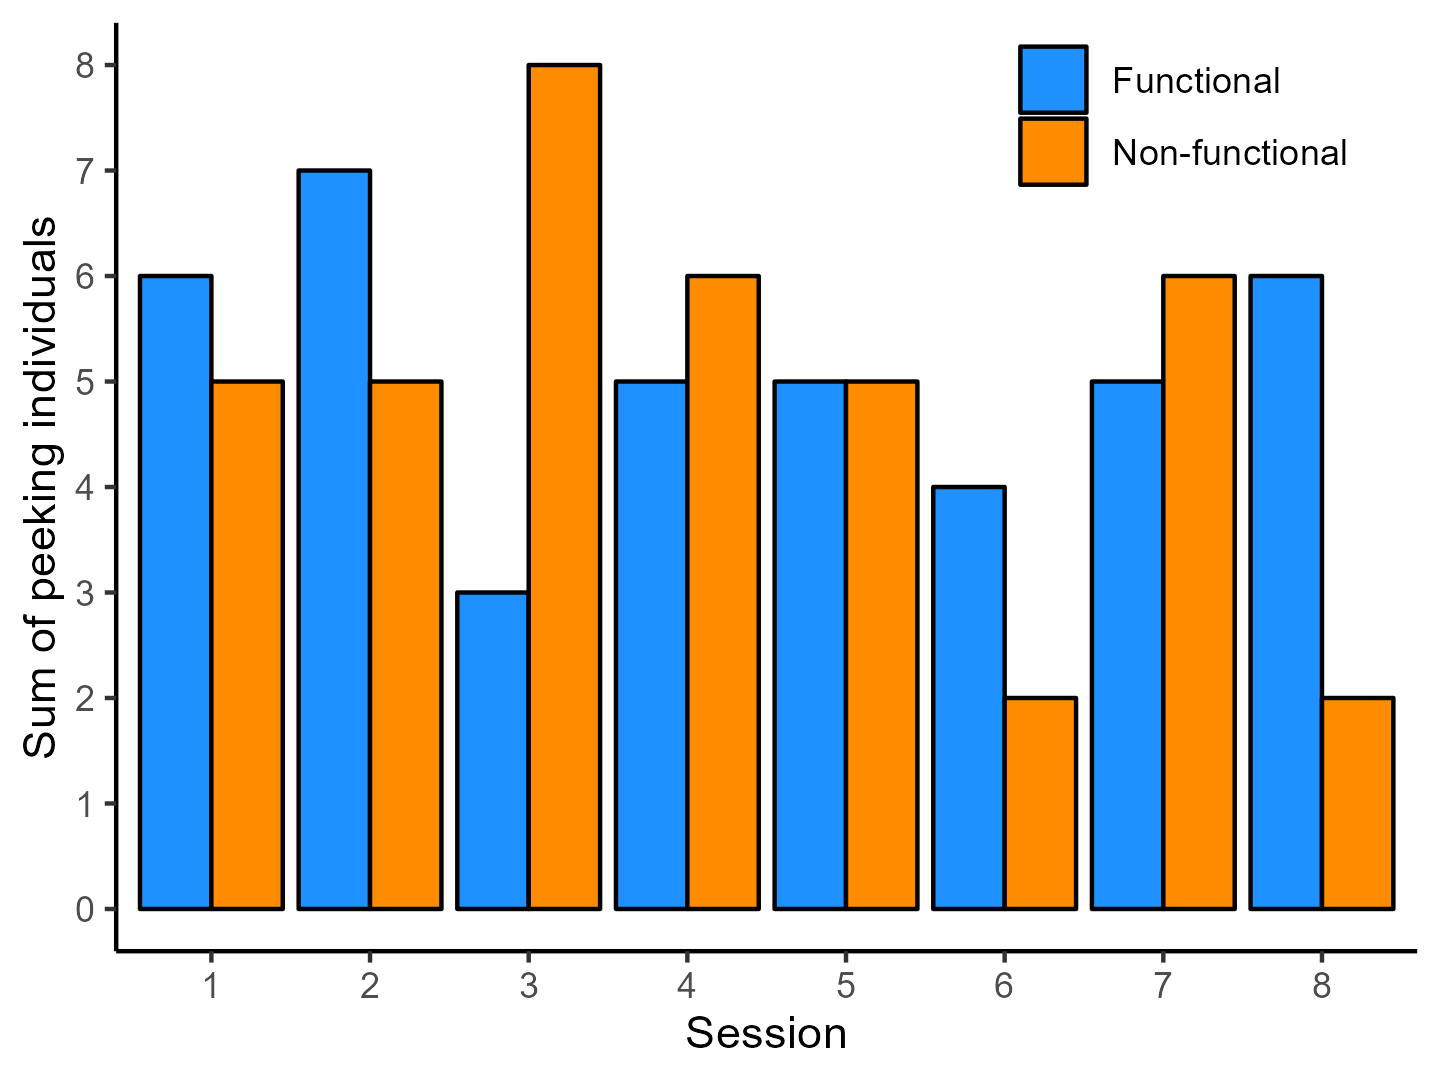 Functional
Non-functional
Sum of peeking individuals
8
7
6
5
4
3
2
1
0
1 2 3 4 5 6 7 8
Session